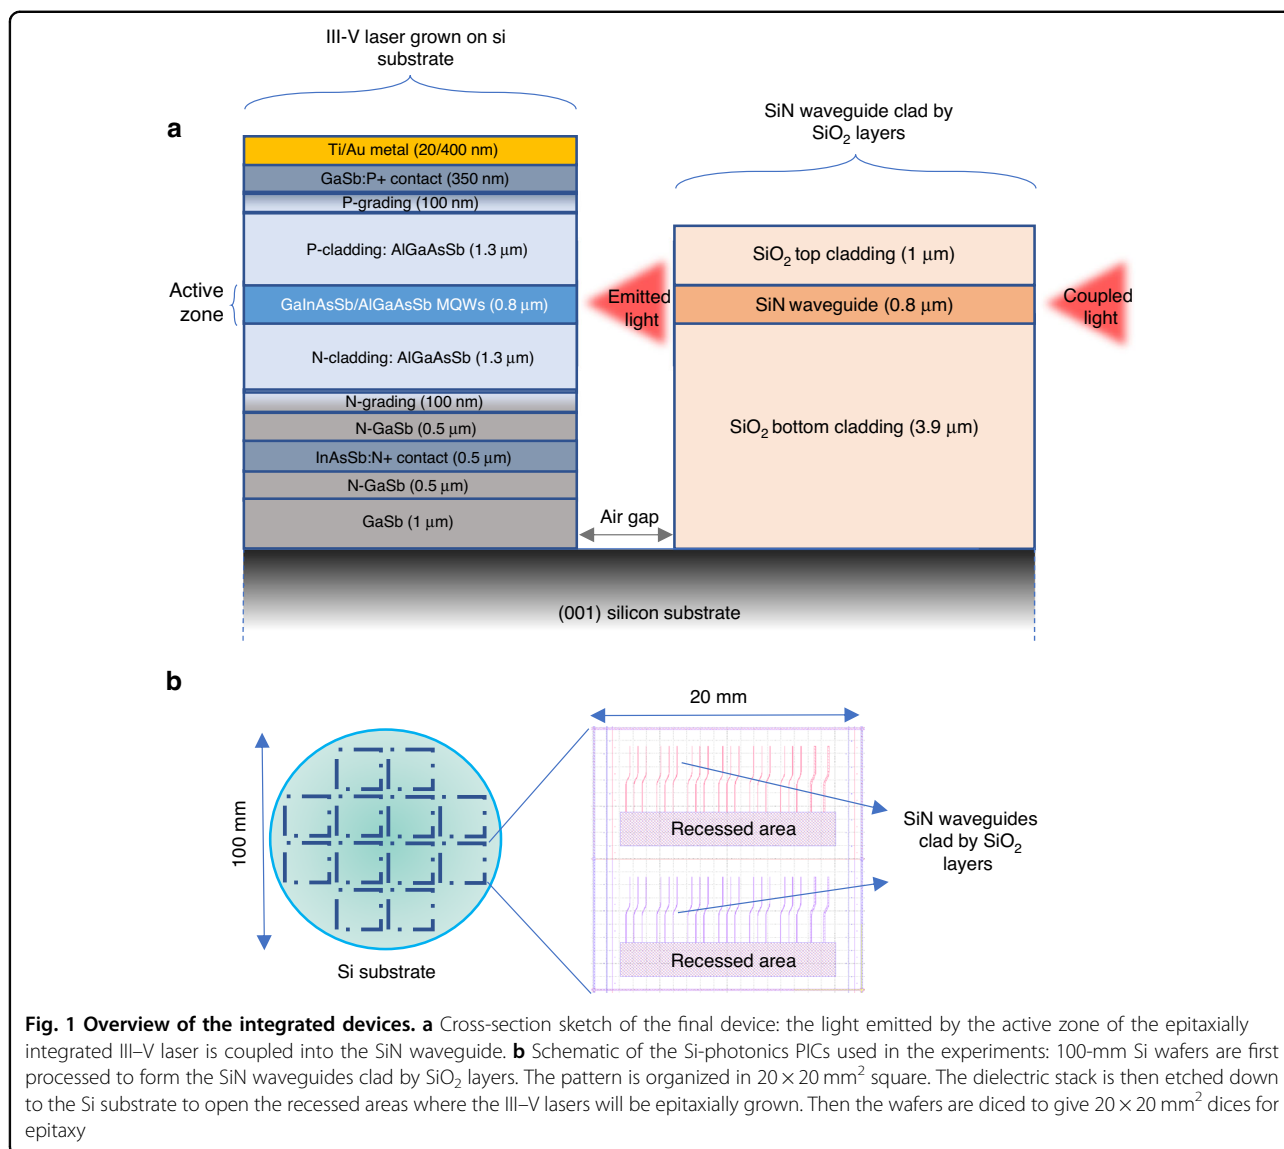 III-V laser grown on si
substrate
SiN waveguide clad by
SiO2 layers
a
Ti/Au metal (20/400 nm)
GaSb:P+ contact (350 nm)
P-grading (100 nm)
P-cladding: AlGaAsSb (1.3 µm)
SiO2 top cladding (1 µm)
Active
zone
GaInAsSb/AlGaAsSb MQWs (0.8 µm)
Emitted
light
SiN waveguide (0.8 µm)
Coupled
light
N-cladding: AlGaAsSb (1.3 µm)
N-grading (100 nm)
N-GaSb (0.5 µm)
SiO2 bottom cladding (3.9 µm)
InAsSb:N+ contact (0.5 µm)
N-GaSb (0.5 µm)
GaSb (1 µm)
Air gap
(001) silicon substrate
b
20 mm
100 mm
Recessed area
SiN waveguides
clad by SiO2
layers
Recessed area
Si substrate
Fig. 1 Overview of the integrated devices. a Cross-section sketch of the final device: the light emitted by the active zone of the epitaxially
integrated III–V laser is coupled into the SiN waveguide. b Schematic of the Si-photonics PICs used in the experiments: 100-mm Si wafers are first
processed to form the SiN waveguides clad by SiO2 layers. The pattern is organized in 20 × 20 mm² square. The dielectric stack is then etched down
to the Si substrate to open the recessed areas where the III–V lasers will be epitaxially grown. Then the wafers are diced to give 20 × 20 mm² dices for
epitaxy